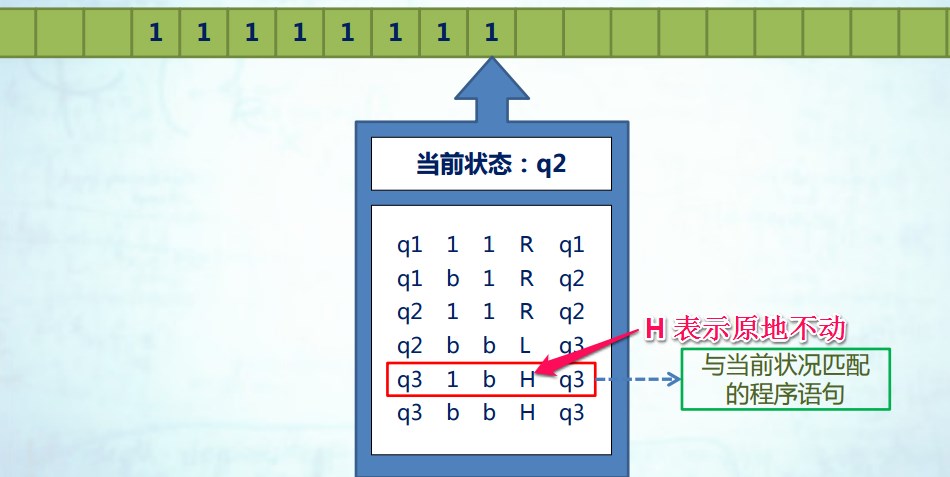 1 1 1 1 1 1 1 1
当前状态：q2
q1 1 1 R q1
q1 b 1 R q2
q2 1 1 R q2
q2 b b L q3
q3 1 b H q3
q3 b b H q3
H 表示原地不动
与当前状况匹配
的程序语句